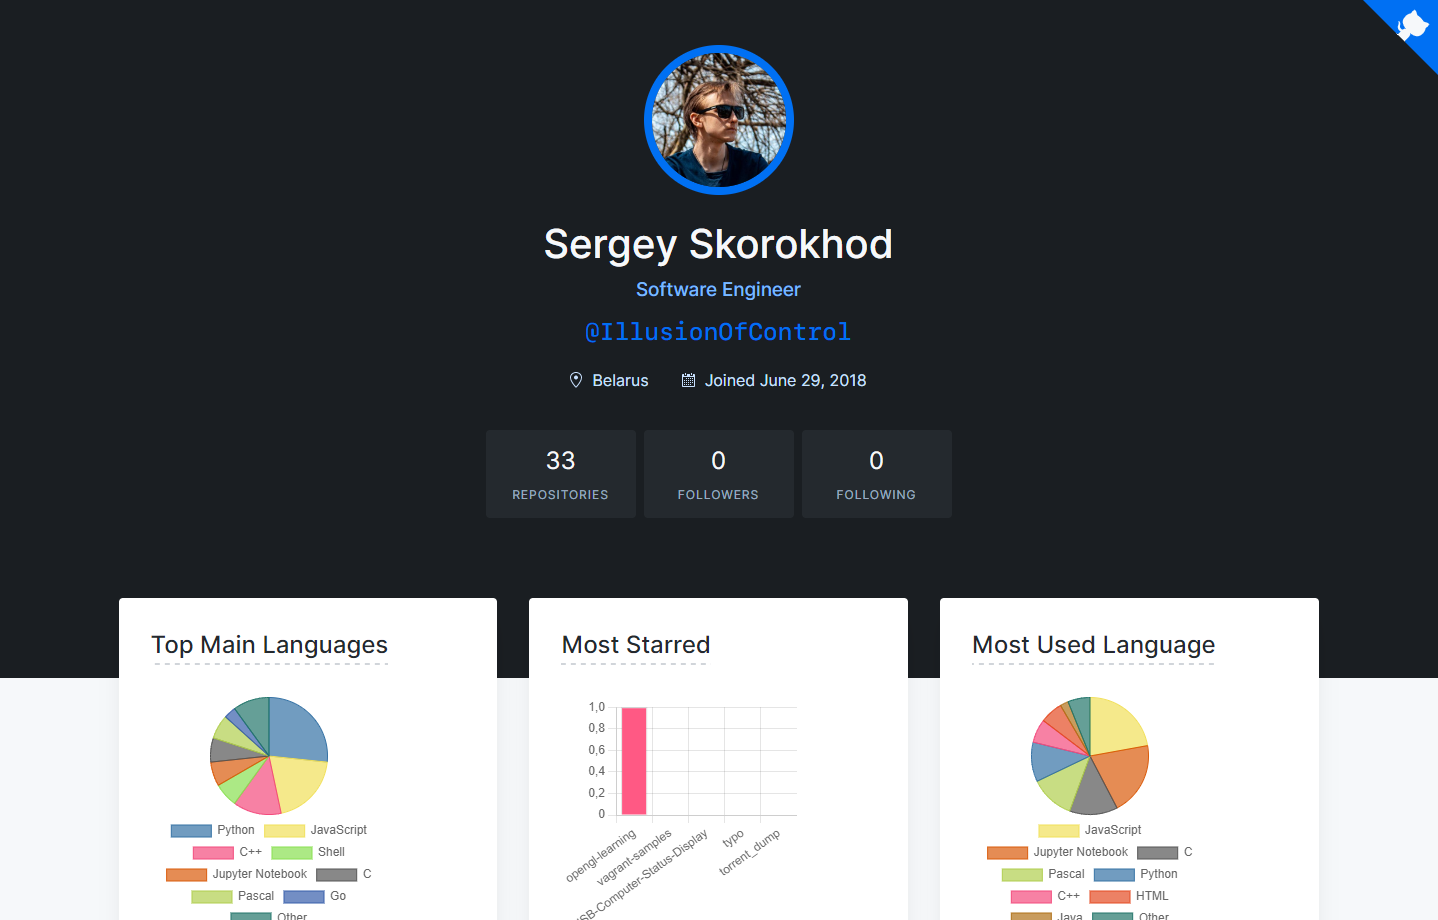 Sergey Skorokhod
Software Engineer
@IllusionOfControl
Belarus Joined June 29, 2018
33 0 0
REPOSITORIES FOLLOWERS FOLLOWING
Top Main Languages
Python JavaScript
C++ Shell
Jupyter Notebook C
Pascal Go
Other
Most Starred
1,0
0,8
0,6
0,4
0,2
0
opengl-learning
vagrant-samples
SB-Computer-Status-Display
typo
torrent_dump
Most Used Language
JavaScript
Jupyter Notebook C
Pascal Python
C++ HTML
Java Other